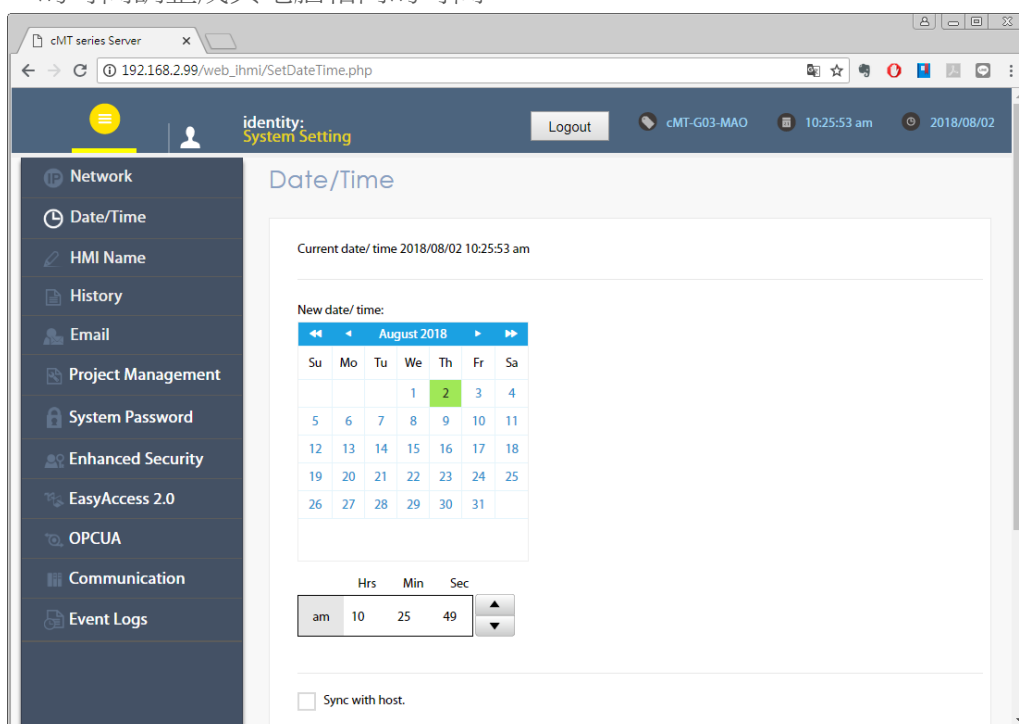 cMT series Server
192.168.2.99/web_ihmi/SetDateTime.php
identity:
System Setting
Logout
cMT-G03-MAO
10:25:53 am
2018/08/02
Network
Date/Time
HMI Name
History
Email
Project Management
System Password
Enhanced Security
EasyAccess 2.0
OPCUA
Communication
Event Logs
Date/Time
Current date/ time 2018/08/02 10:25:53 am
New date/ time:
August 2018
Su Mo Tu We Th Fr Sa
1 2 3 4
5 6 7 8 9 10 11
12 13 14 15 16 17 18
19 20 21 22 23 24 25
26 27 28 29 30 31
Hrs Min Sec
am 10 25 49
Sync with host.